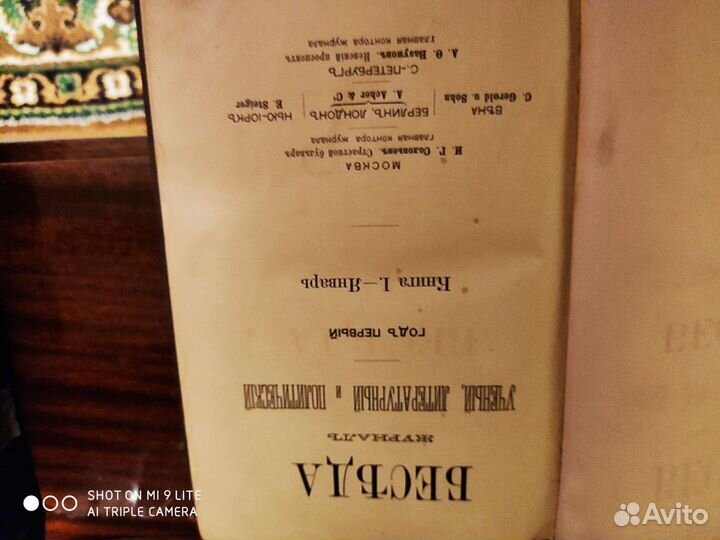 БЕСѢДА
ЖУРНАЛЪ
УЧЕНЫЙ, ЛИТЕРАТУРНЫЙ И ПОЛИТИЧЕСКІЙ
ГОДЪ ПЕРВЫЙ
Книга I.—Январь
МОСКВА
главная контора журнала
И. Г. Соловьевъ. Страстной бульваръ
ВѢНА
C. Gerold u. Sohn
БЕРЛИНЪ, ЛОНДОНЪ
A. Asher & Cº
НЬЮ-ІОРКЪ
E. Steiger
С.-ПЕТЕРБУРГЪ
главная контора журнала
А. Ѳ. Базуновъ. Невскій проспектъ
SHOT ON MI 9 LITE
AI TRIPLE CAMERA
Avito